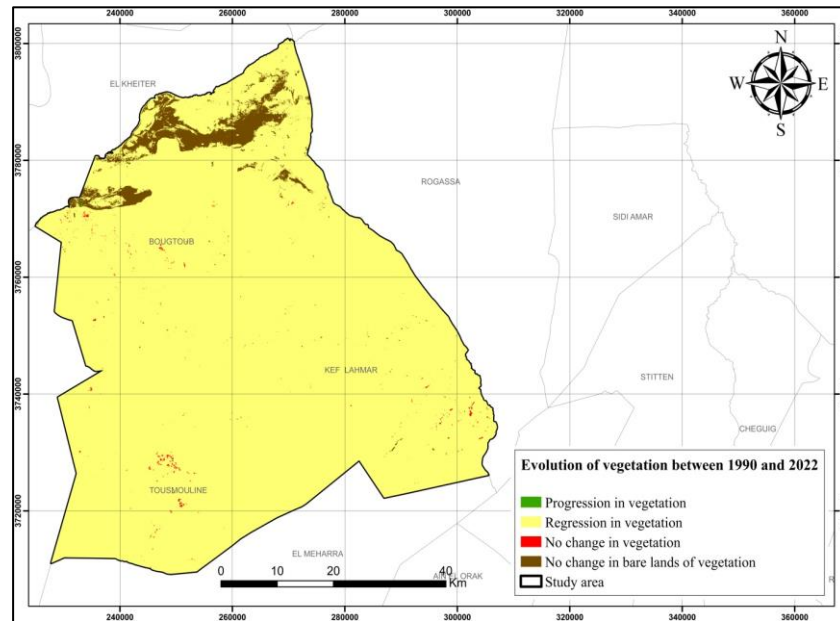 240000 260000 280000 300000 320000 340000 360000
3800000
N
W E
S
EL KHEITER
3780000
ROGASSA
SIDI AMAR
BOUGTOUB
3760000
KEF LAHMAR
STITTEN
3740000
CHEGUIG
Evolution of vegetation between 1990 and 2022
Progression in vegetation
Regression in vegetation
No change in vegetation
No change in bare lands of vegetation
Study area
TOUSMOULINE
3720000
EL MEHARRA
AIN EL ORAK
0 10 20 40
Km
240000 260000 280000 300000 320000 340000 360000